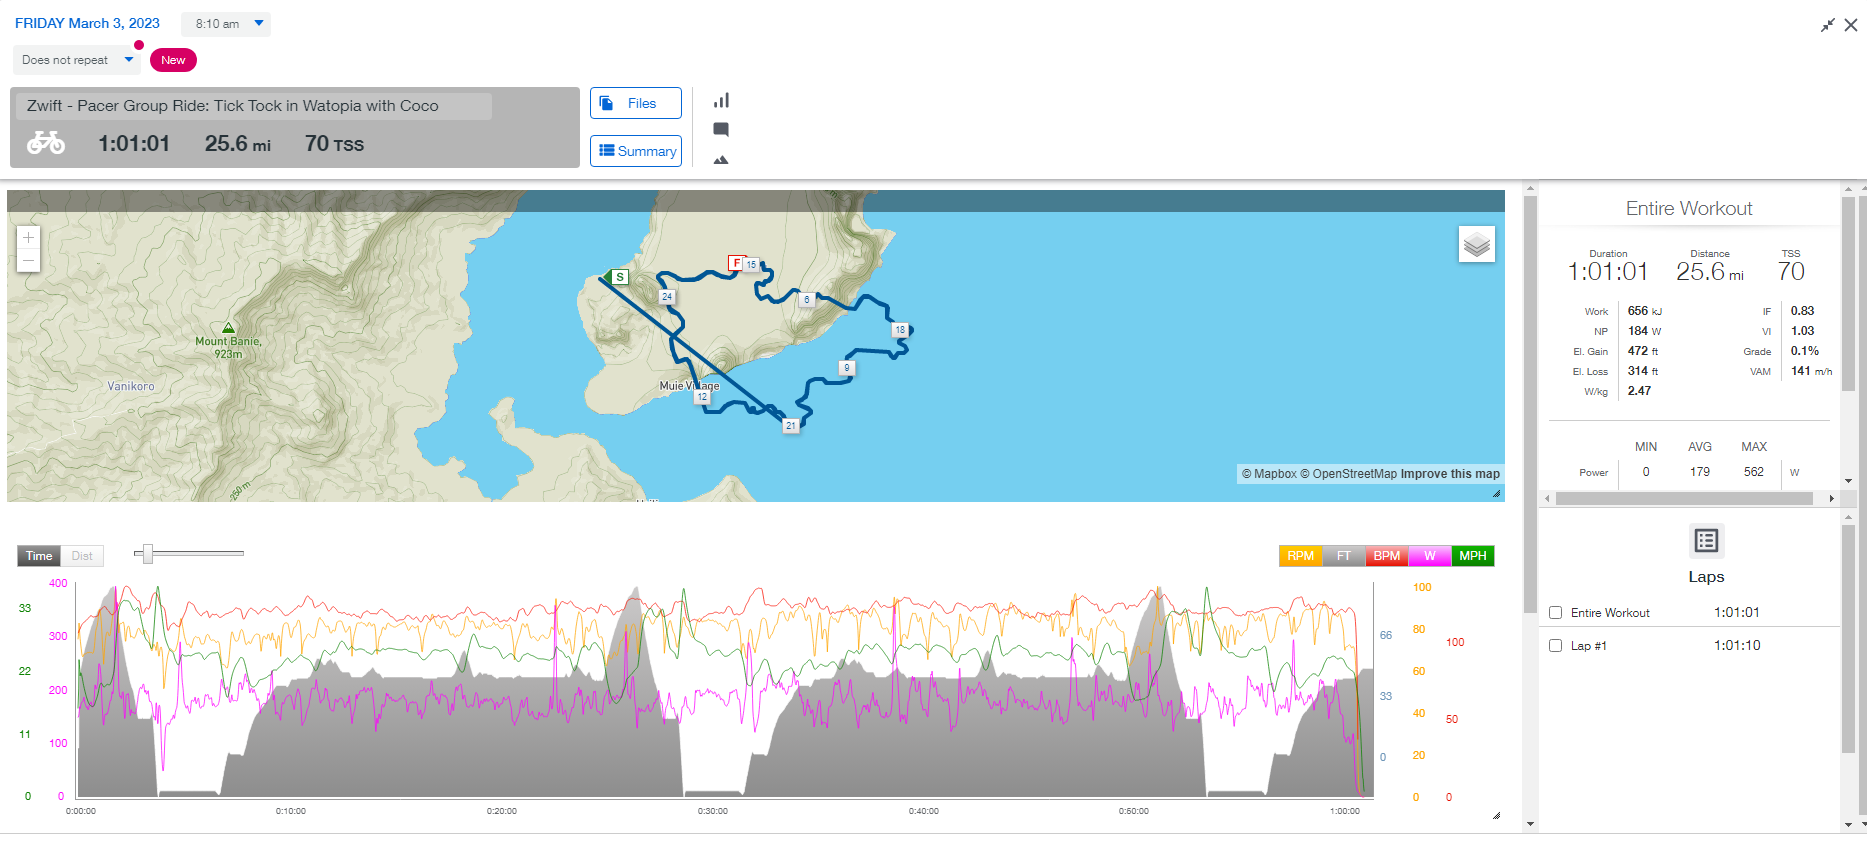 FRIDAY March 3, 2023
8:10 am
Does not repeat
New
Zwift - Pacer Group Ride: Tick Tock in Watopia with Coco
1:01:01 25.6 mi 70 TSS
Files
Summary
+
−
S
F 15
24
6
18
9
12
21
Mount Banie,
923m
Vanikoro
Muie Village
250 m
© Mapbox © OpenStreetMap Improve this map
Entire Workout
Duration Distance TSS
1:01:01 25.6 mi 70
Work 656 kJ IF 0.83
NP 184 W VI 1.03
El. Gain 472 ft Grade 0.1%
El. Loss 314 ft VAM 141 m/h
W/kg 2.47
MIN AVG MAX
Power 0 179 562 W
Laps
Entire Workout 1:01:01
Lap #1 1:01:10
Time Dist
RPM FT BPM W MPH
400
33
300
22
200
11
100
0 0
100
66 80
100
60
33
40
50
0
20
0 0
0:00:00 0:10:00 0:20:00 0:30:00 0:40:00 0:50:00 1:00:00